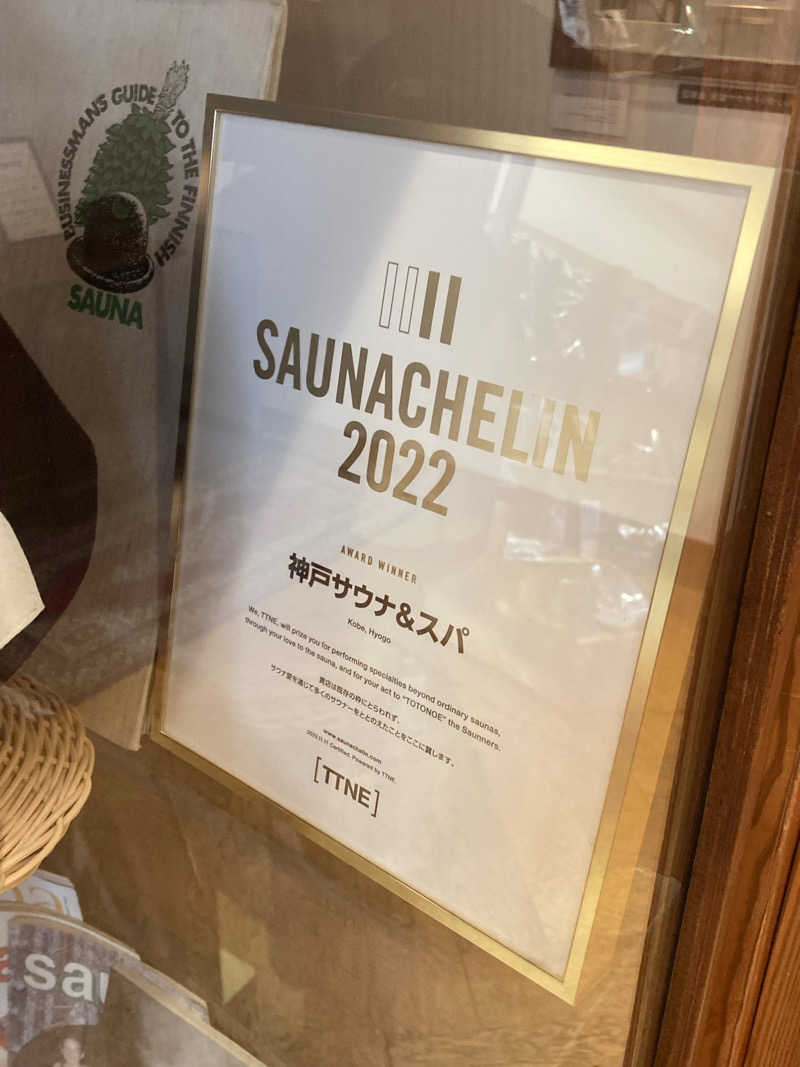 BUSINESSMAN'S GUIDE TO THE FINNISH
SAUNA
SAUNACHELIN
2022
AWARD WINNER
神戸サウナ&スパ
Kobe, Hyogo
We, TTNE, will prize you for performing specialties beyond ordinary saunas,
through your love to the sauna, and for your act to "TOTONOE" the Saunners.
貴店は既存の枠にとらわれず、
サウナ愛を通じて多くのサウナーをととのえたことをここに賞します。
www.saunachelin.com
2022.11.11 Certified. Powered by TTNE.
[TTNE]
sau